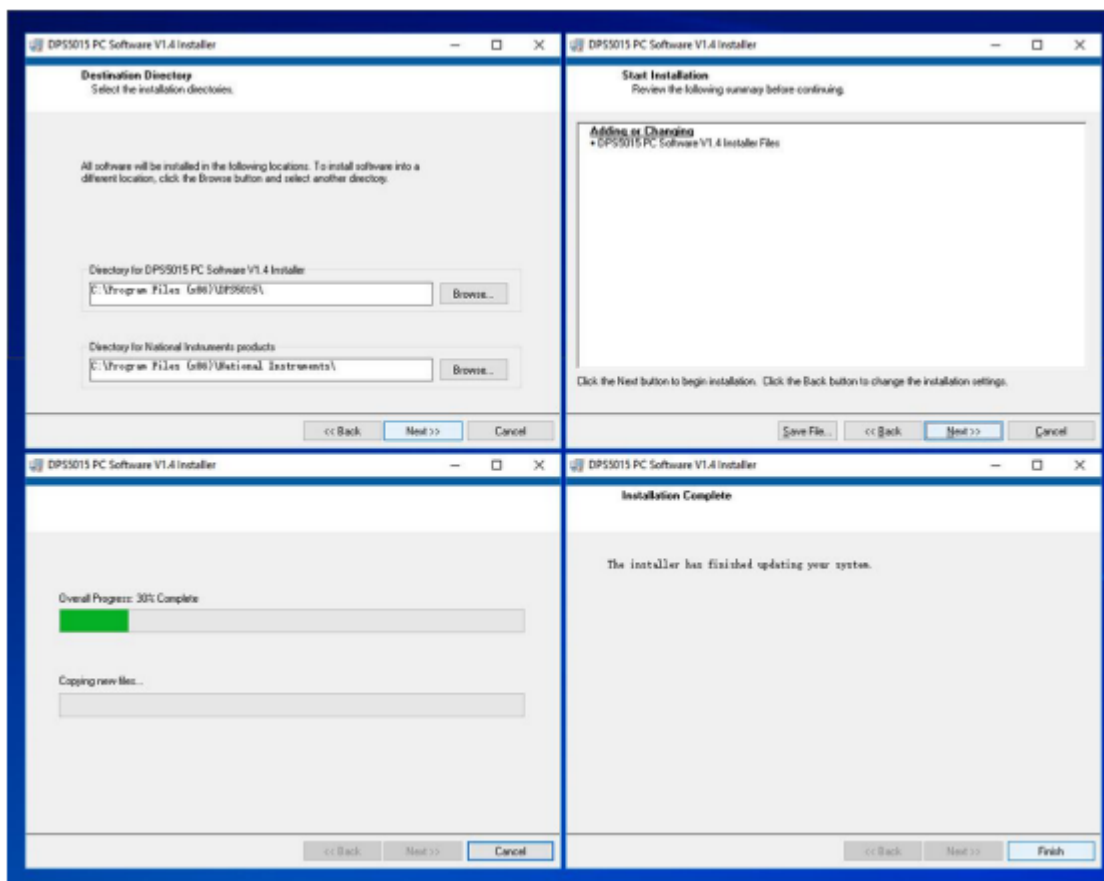 DPS5015 PC Software V1.4 Installer
Destination Directory
Select the installation directories.
All software will be installed in the following locations. To install software into a
different location, click the Browse button and select another directory.
Directory for DPS5015 PC Software V1.4 Installer
C:\Program Files (x86)\DPS5015\
Browse...
Directory for National Instruments products
C:\Program Files (x86)\National Instruments\
Browse...
<< Back Next >> Cancel
DPS5015 PC Software V1.4 Installer
Start Installation
Review the following summary before continuing.
Adding or Changing
• DPS5015 PC Software V1.4 Installer Files
Click the Next button to begin installation. Click the Back button to change the installation settings.
Save File... << Back Next >> Cancel
DPS5015 PC Software V1.4 Installer
Overall Progress: 30% Complete
Copying new files...
<< Back Next >> Cancel
DPS5015 PC Software V1.4 Installer
Installation Complete
The installer has finished updating your system.
<< Back Next >> Finish